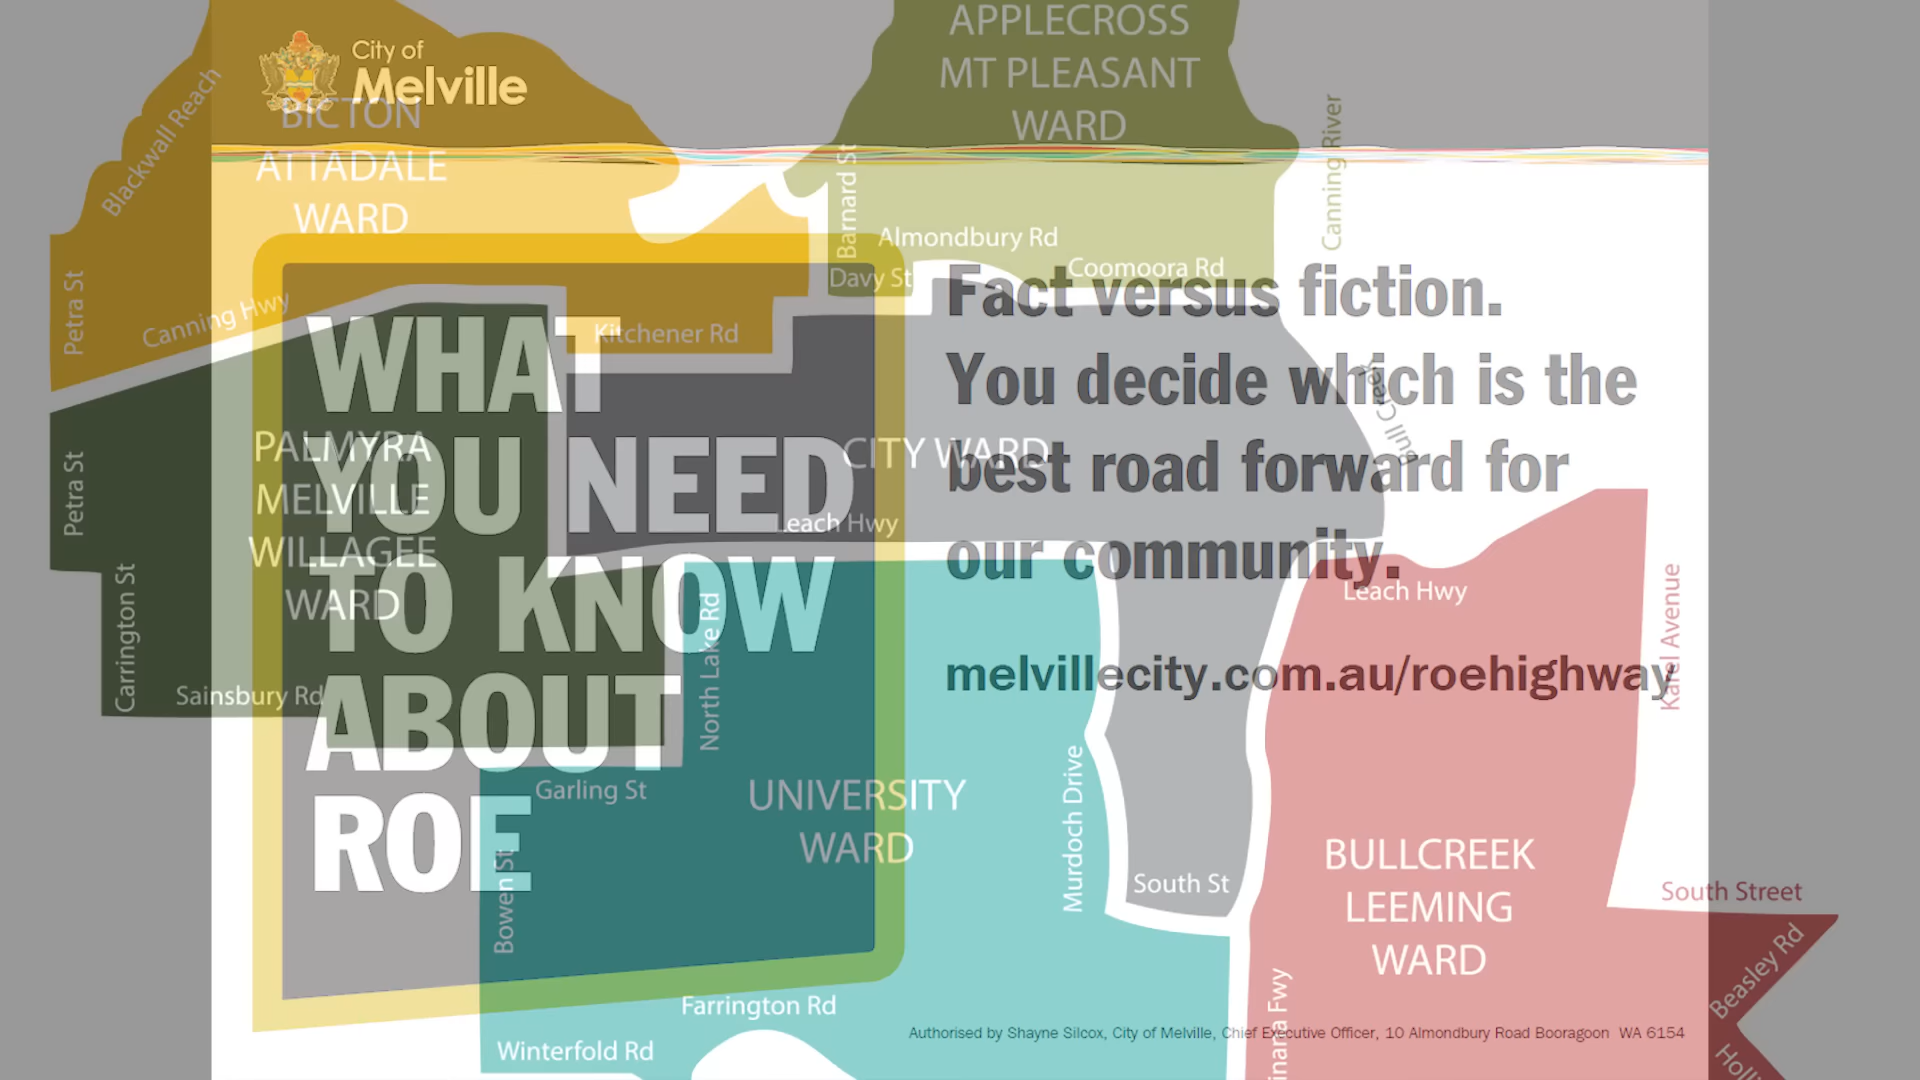 City of
Melville
APPLECROSS
MT PLEASANT
WARD
BICTON
ATTADALE
WARD
Blackwall Reach
Canning River
Barnard St
Almondbury Rd
Coomoora Rd
Davy St
Petra St
Canning Hwy
Kitchener Rd
WHAT
YOU NEED
TO KNOW
ABOUT
ROE
Fact versus fiction.
You decide which is the
best road forward for
our community.
melvillecity.com.au/roehighway
Bull Creek
PALMYRA
MELVILLE
WILLAGEE
WARD
CITY WARD
Leach Hwy
Petra St
Carrington St
Sainsbury Rd
North Lake Rd
Leach Hwy
Karel Avenue
Garling St
UNIVERSITY
WARD
Murdoch Drive
South St
BULLCREEK
LEEMING
WARD
South Street
Bowen St
Beasley Rd
Farrington Rd
Winterfold Rd
Authorised by Shayne Silcox, City of Melville, Chief Executive Officer, 10 Almondbury Road Booragoon WA 6154